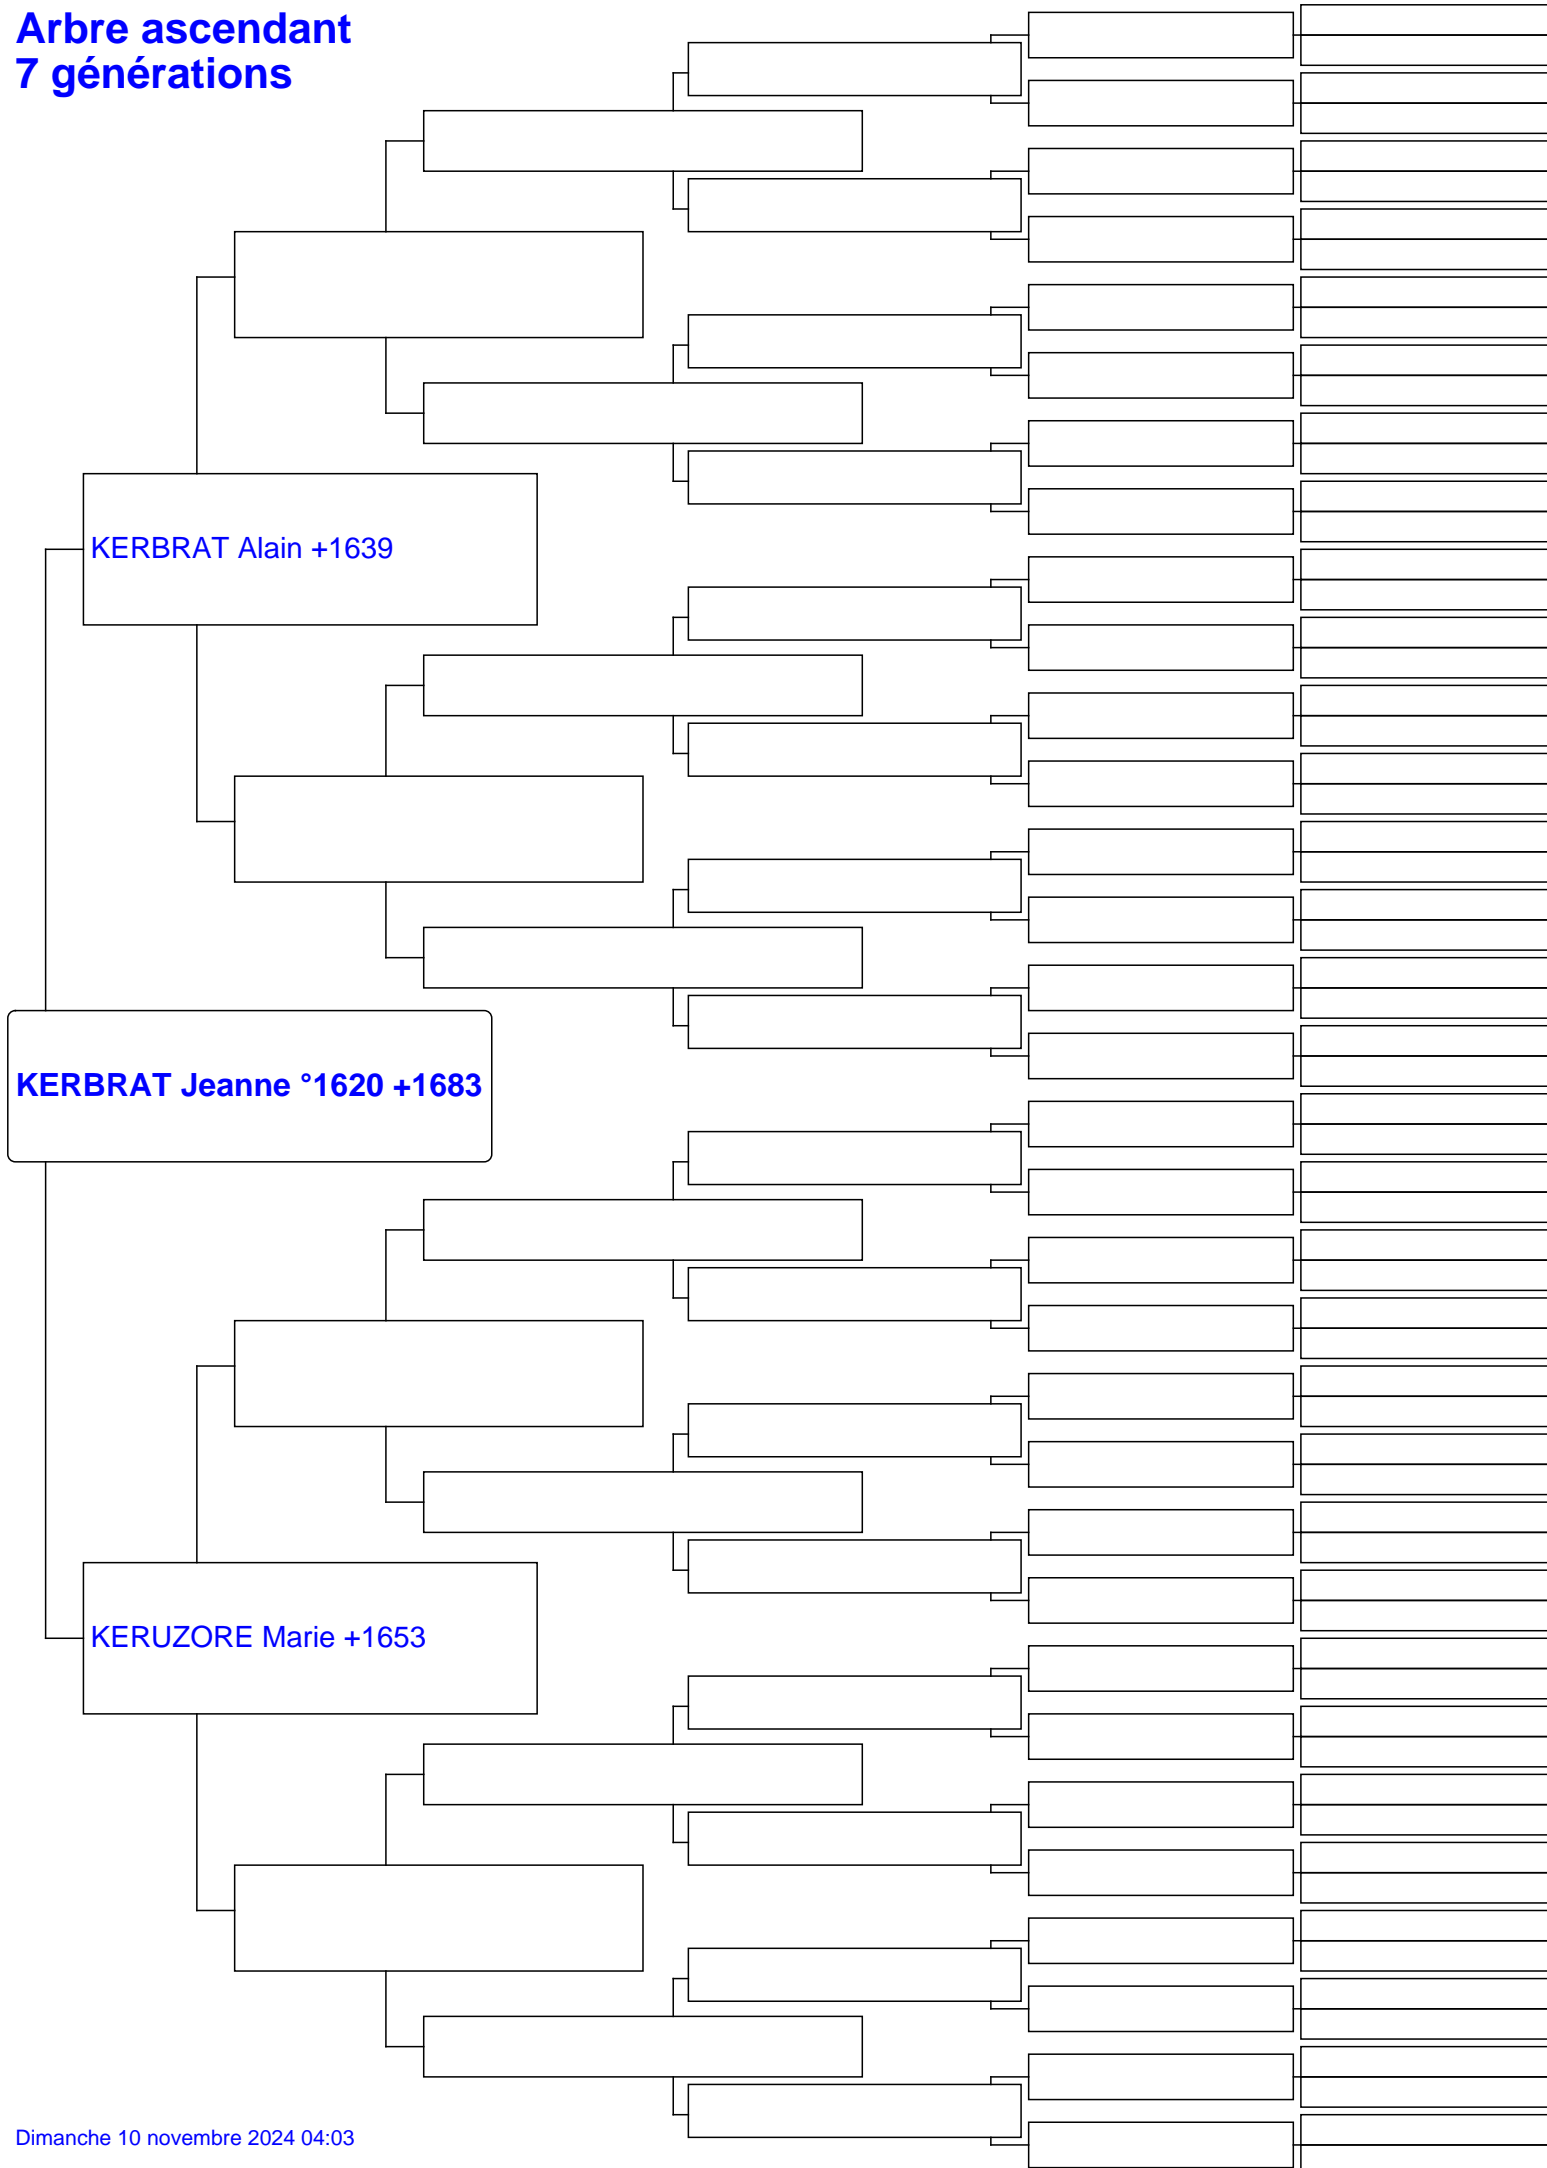 Arbre ascendant
7 générations
KERBRAT Alain +1639
KERBRAT Jeanne °1620 +1683
KERUZORE Marie +1653
Dimanche 10 novembre 2024 04:03